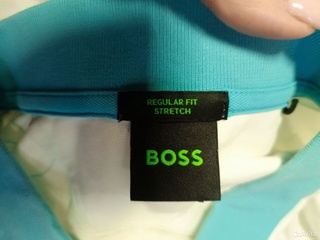 REGULAR FIT
STRETCH
BOSS